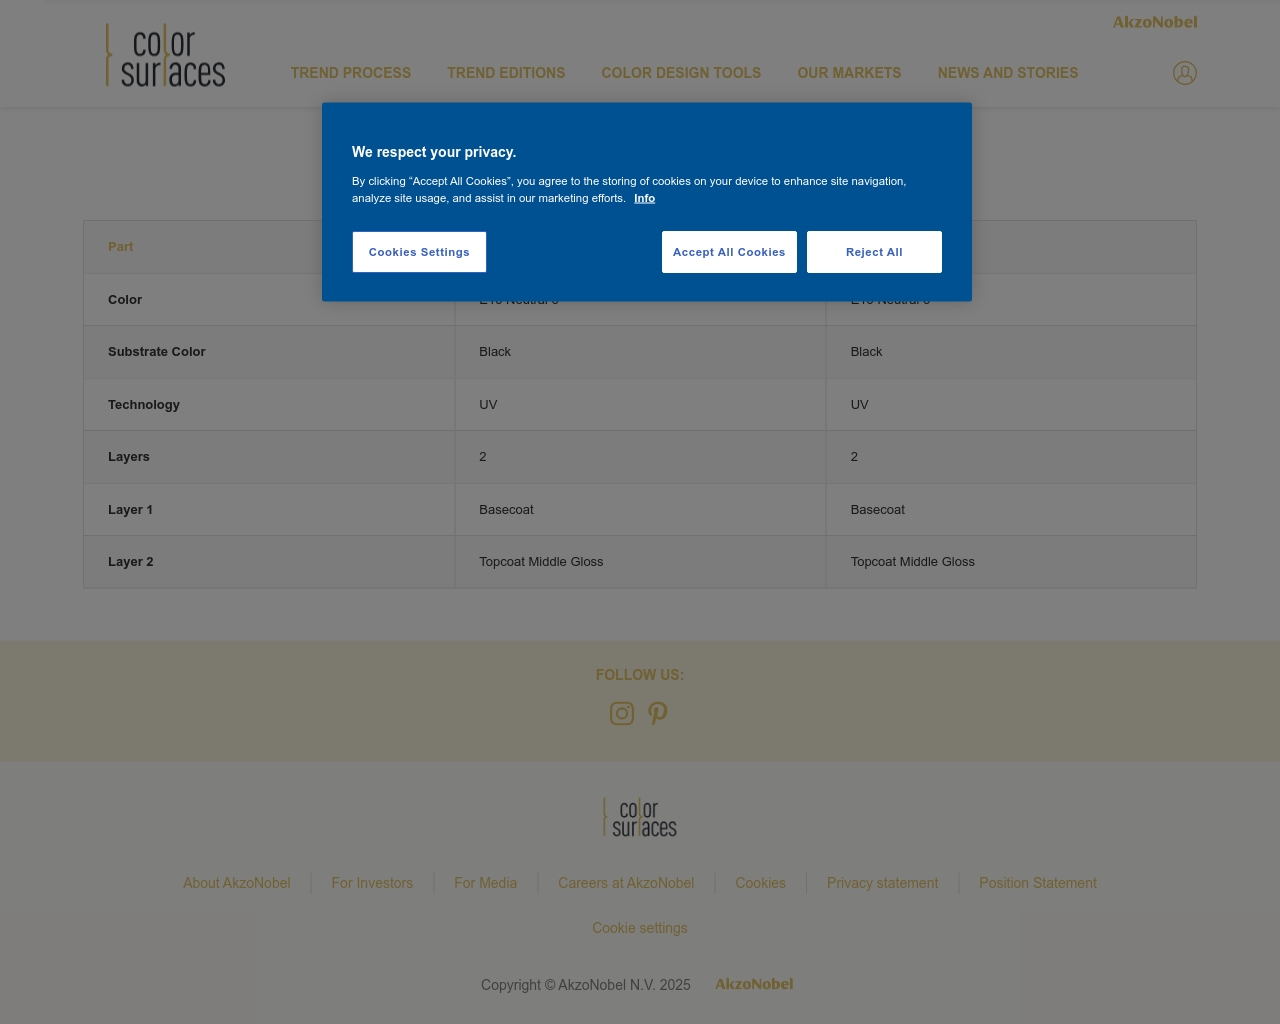 AkzoNobel
color
surfaces
TREND PROCESS TREND EDITIONS COLOR DESIGN TOOLS OUR MARKETS NEWS AND STORIES
We respect your privacy.
By clicking “Accept All Cookies”, you agree to the storing of cookies on your device to enhance site navigation,
analyze site usage, and assist in our marketing efforts. Info
Cookies Settings Accept All Cookies Reject All
Part
Color
Substrate Color Black Black
Technology UV UV
Layers 2 2
Layer 1 Basecoat Basecoat
Layer 2 Topcoat Middle Gloss Topcoat Middle Gloss
FOLLOW US:
color
surfaces
About AkzoNobel For Investors For Media Careers at AkzoNobel Cookies Privacy statement Position Statement
Cookie settings
Copyright © AkzoNobel N.V. 2025 AkzoNobel